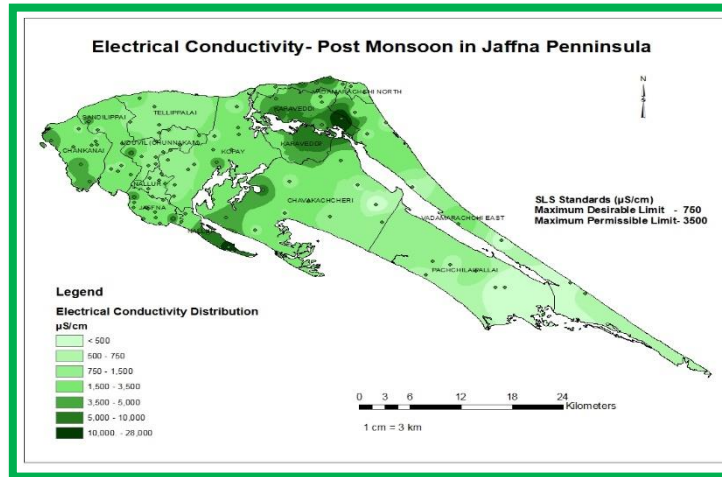 Electrical Conductivity- Post Monsoon in Jaffna Penninsula
N
VADAMARACHCHI NORTH
KARAVEDDI
SANDILIPPAI
TELLIPPALAI
CHANKANAI
UDUVIL (CHUNNAKAM)
KOPAY
KARAVEDDI
NALLUR
JAFFNA
CHAVAKACHCHERI
VADAMARACHCHI EAST
PACHCHILAIPALLAI
SLS Standards (µS/cm)
Maximum Desirable Limit - 750
Maximum Permissible Limit- 3500
Legend
Electrical Conductivity Distribution
µS/cm
< 500
500 - 750
750 - 1,500
1,500 - 3,500
3,500 - 5,000
5,000 - 10,000
10,000 - 28,000
0 3 6 12 18 24
Kilometers
1 cm = 3 km